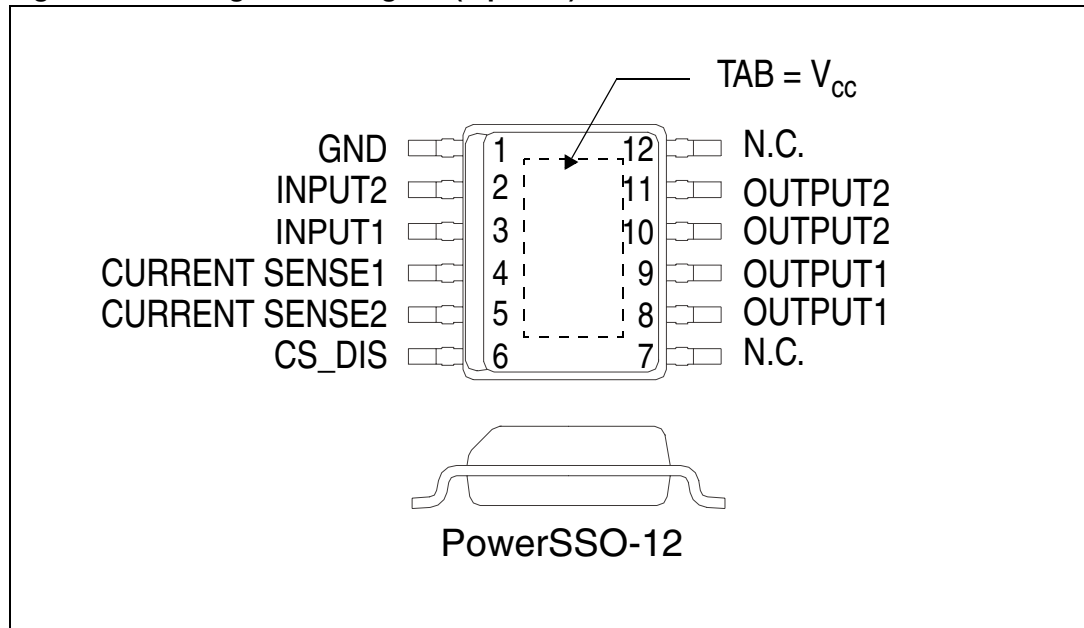 TAB = Vcc
GND 1 12 N.C.
INPUT2 2 11 OUTPUT2
INPUT1 3 10 OUTPUT2
CURRENT SENSE1 4 9 OUTPUT1
CURRENT SENSE2 5 8 OUTPUT1
CS_DIS 6 7 N.C.
PowerSSO-12